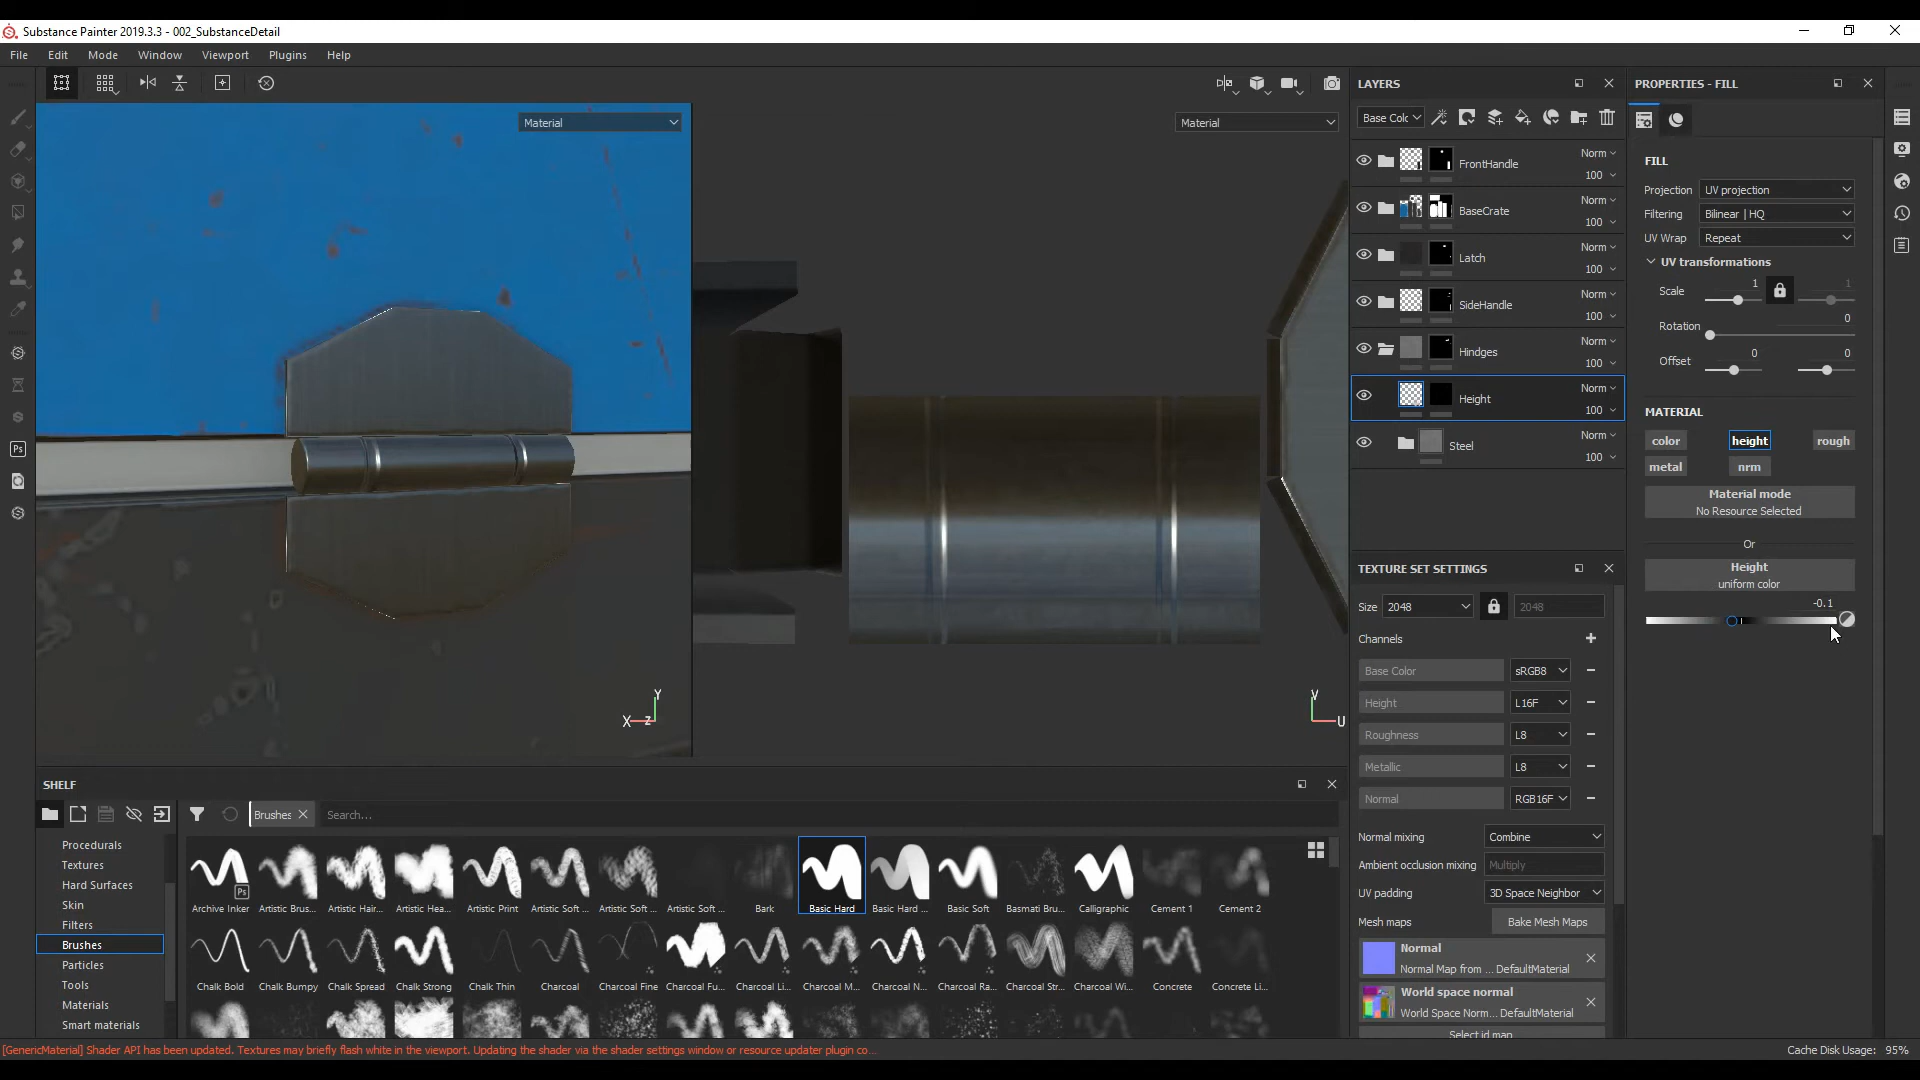 Substance Painter 2019.3.3 - 002_SubstanceDetail
File Edit Mode Window Viewport Plugins Help
Material
Material
X Z Y
V U
LAYERS
Base Colc
FrontHandle Norm 100
BaseCrate Norm 100
Latch Norm 100
SideHandle Norm 100
Hindges Norm 100
Height Norm 100
Steel Norm 100
TEXTURE SET SETTINGS
Size 2048 2048
Channels
Base Color sRGB8
Height L16F
Roughness L8
Metallic L8
Normal RGB16F
Normal mixing Combine
Ambient occlusion mixing Multiply
UV padding 3D Space Neighbor
Mesh maps Bake Mesh Maps
Normal
Normal Map from ... DefaultMaterial
World space normal
World Space Norm... DefaultMaterial
Select id map
PROPERTIES - FILL
FILL
Projection UV projection
Filtering Bilinear | HQ
UV Wrap Repeat
UV transformations
Scale 1 1
Rotation 0
Offset 0 0
MATERIAL
color height rough
metal nrm
Material mode
No Resource Selected
Or
Height
uniform color
-0.1
SHELF
Brushes Search...
Procedurals
Textures
Hard Surfaces
Skin
Filters
Brushes
Particles
Tools
Materials
Smart materials
Ps
Ps
Archive Inker Artistic Brus... Artistic Hair... Artistic Hea... Artistic Print Artistic Soft ... Artistic Soft ... Artistic Soft ... Bark Basic Hard Basic Hard ... Basic Soft Basmati Bru... Calligraphic Cement 1 Cement 2
Chalk Bold Chalk Bumpy Chalk Spread Chalk Strong Chalk Thin Charcoal Charcoal Fine Charcoal Fu... Charcoal Li... Charcoal M... Charcoal N... Charcoal Ra... Charcoal Str... Charcoal Wi... Concrete Concrete Li...
[GenericMaterial] Shader API has been updated. Textures may briefly flash white in the viewport. Updating the shader via the shader settings window or resource updater plugin co...
Cache Disk Usage: 95%